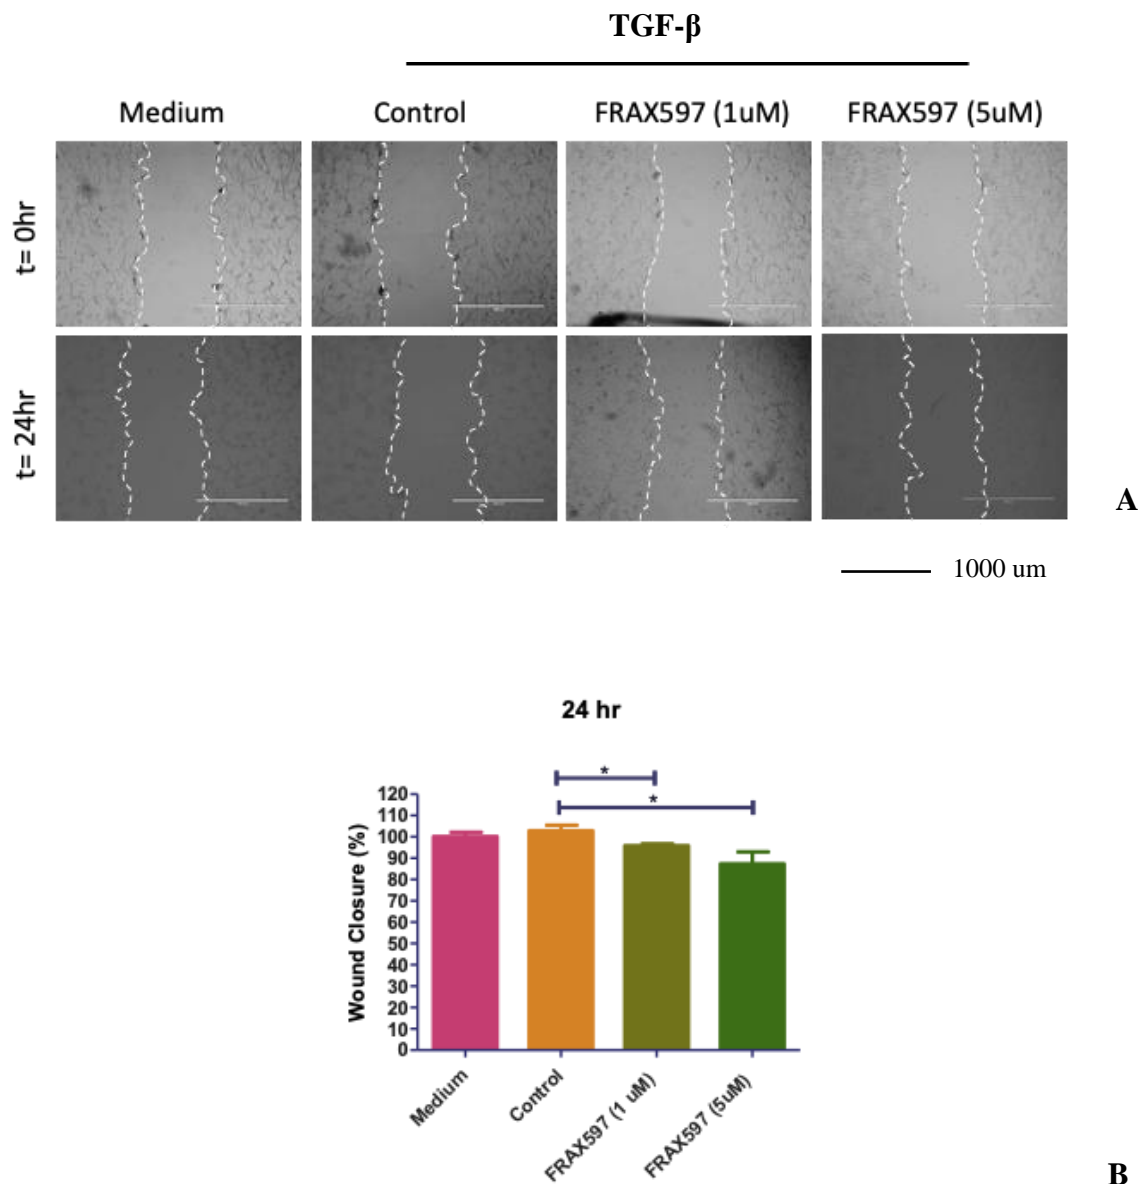 TGF-β
Medium
Control
FRAX597 (1uM)
FRAX597 (5uM)
t= 0hr
t= 24hr
A
1000 um
24 hr
*
*
Wound Closure (%)
120
110
100
90
80
70
60
50
40
30
20
10
0
Medium
Control
FRAX597 (1 uM)
FRAX597 (5uM)
B